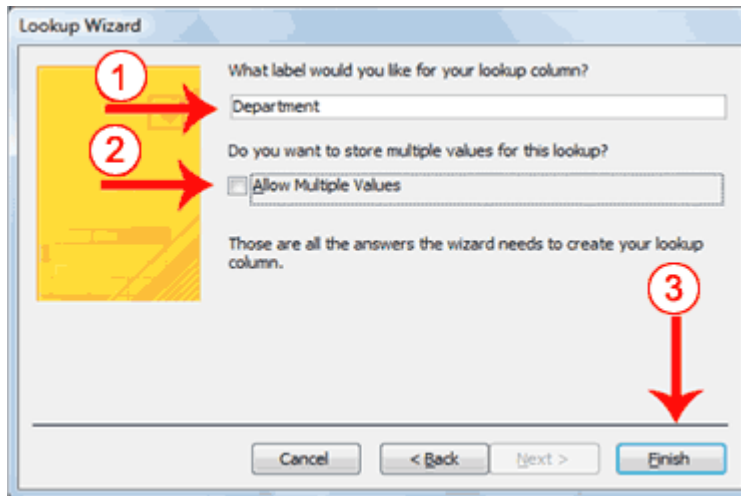 Lookup Wizard
1
What label would you like for your lookup column?
Department
2
Do you want to store multiple values for this lookup?
Allow Multiple Values
Those are all the answers the wizard needs to create your lookup
column.
3
Cancel
< Back
Next >
Finish